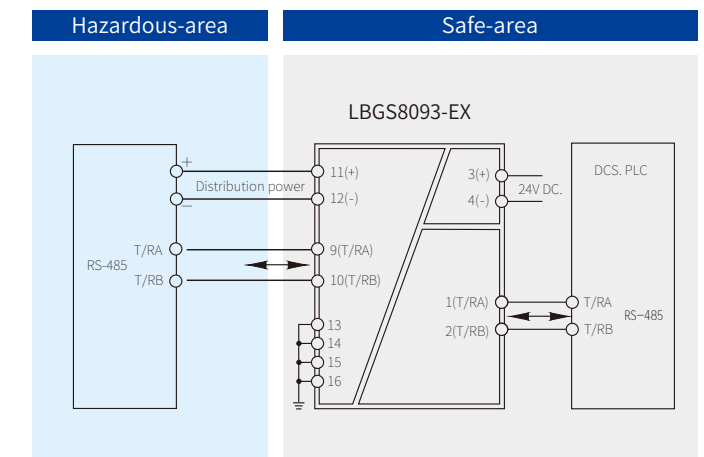 Hazardous-area
Safe-area
LBGS8093-EX
+
11(+)
3(+)
DCS. PLC
Distribution power
24V DC.
−
12(-)
4(-)
T/RA
9(T/RA)
RS-485
T/RB
10(T/RB)
1(T/RA)
T/RA
RS-485
2(T/RB)
T/RB
13
14
15
16